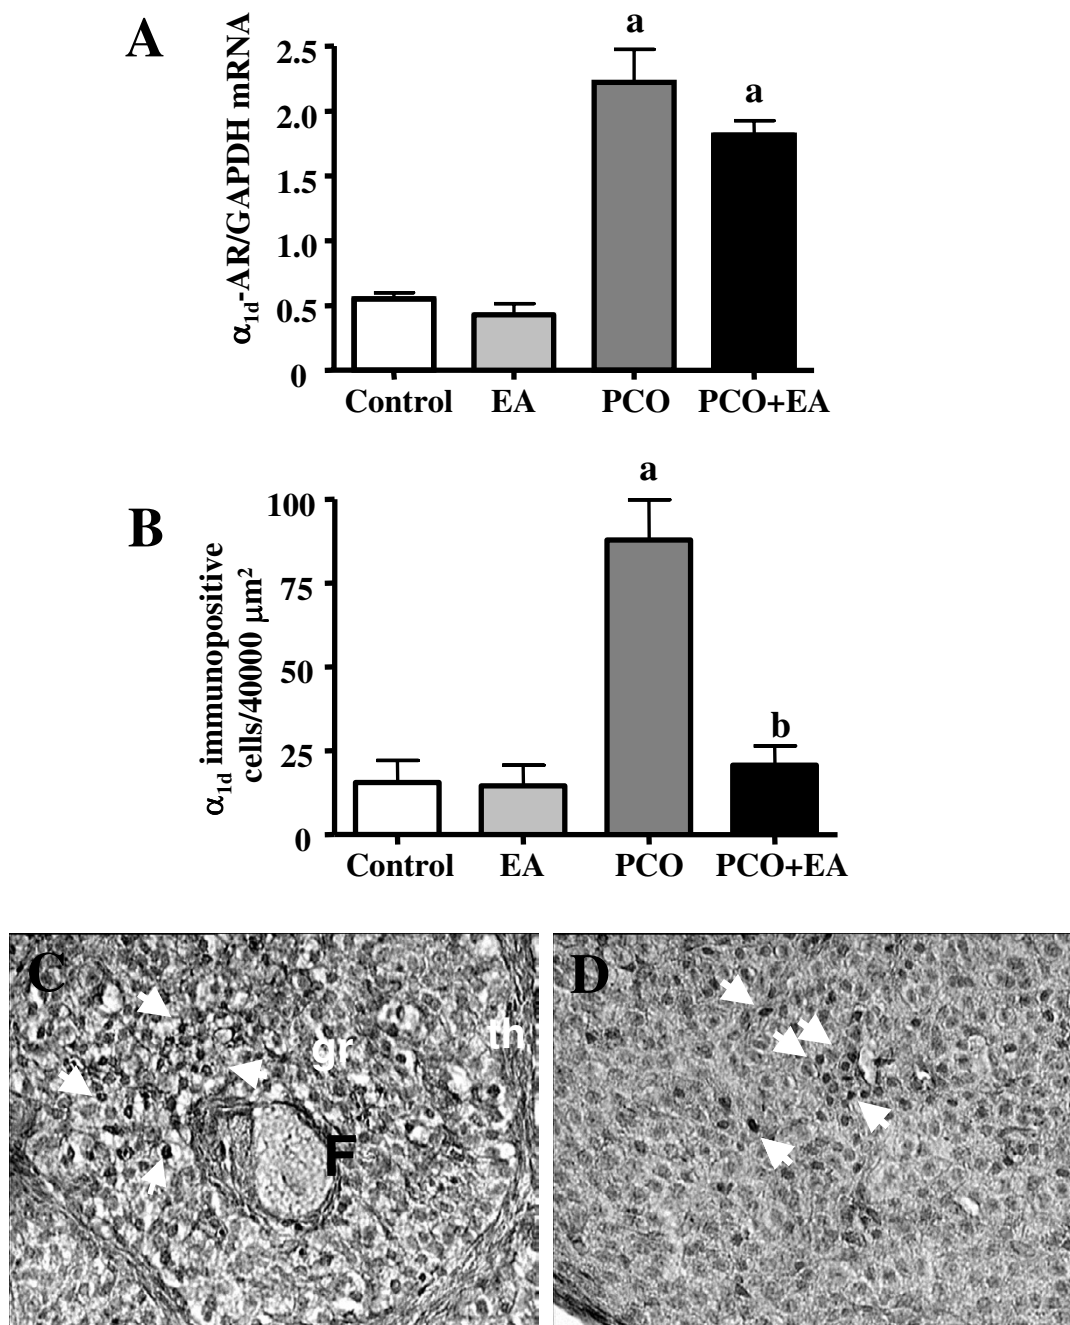 A
α1d-AR/GAPDH mRNA
2.5
2.0
1.5
1.0
0.5
0
a
a
Control EA PCO PCO+EA
B
α1d immunopositive
cells/40000 μm²
100
75
50
25
0
a
b
Control EA PCO PCO+EA
C
gr
th
F
D